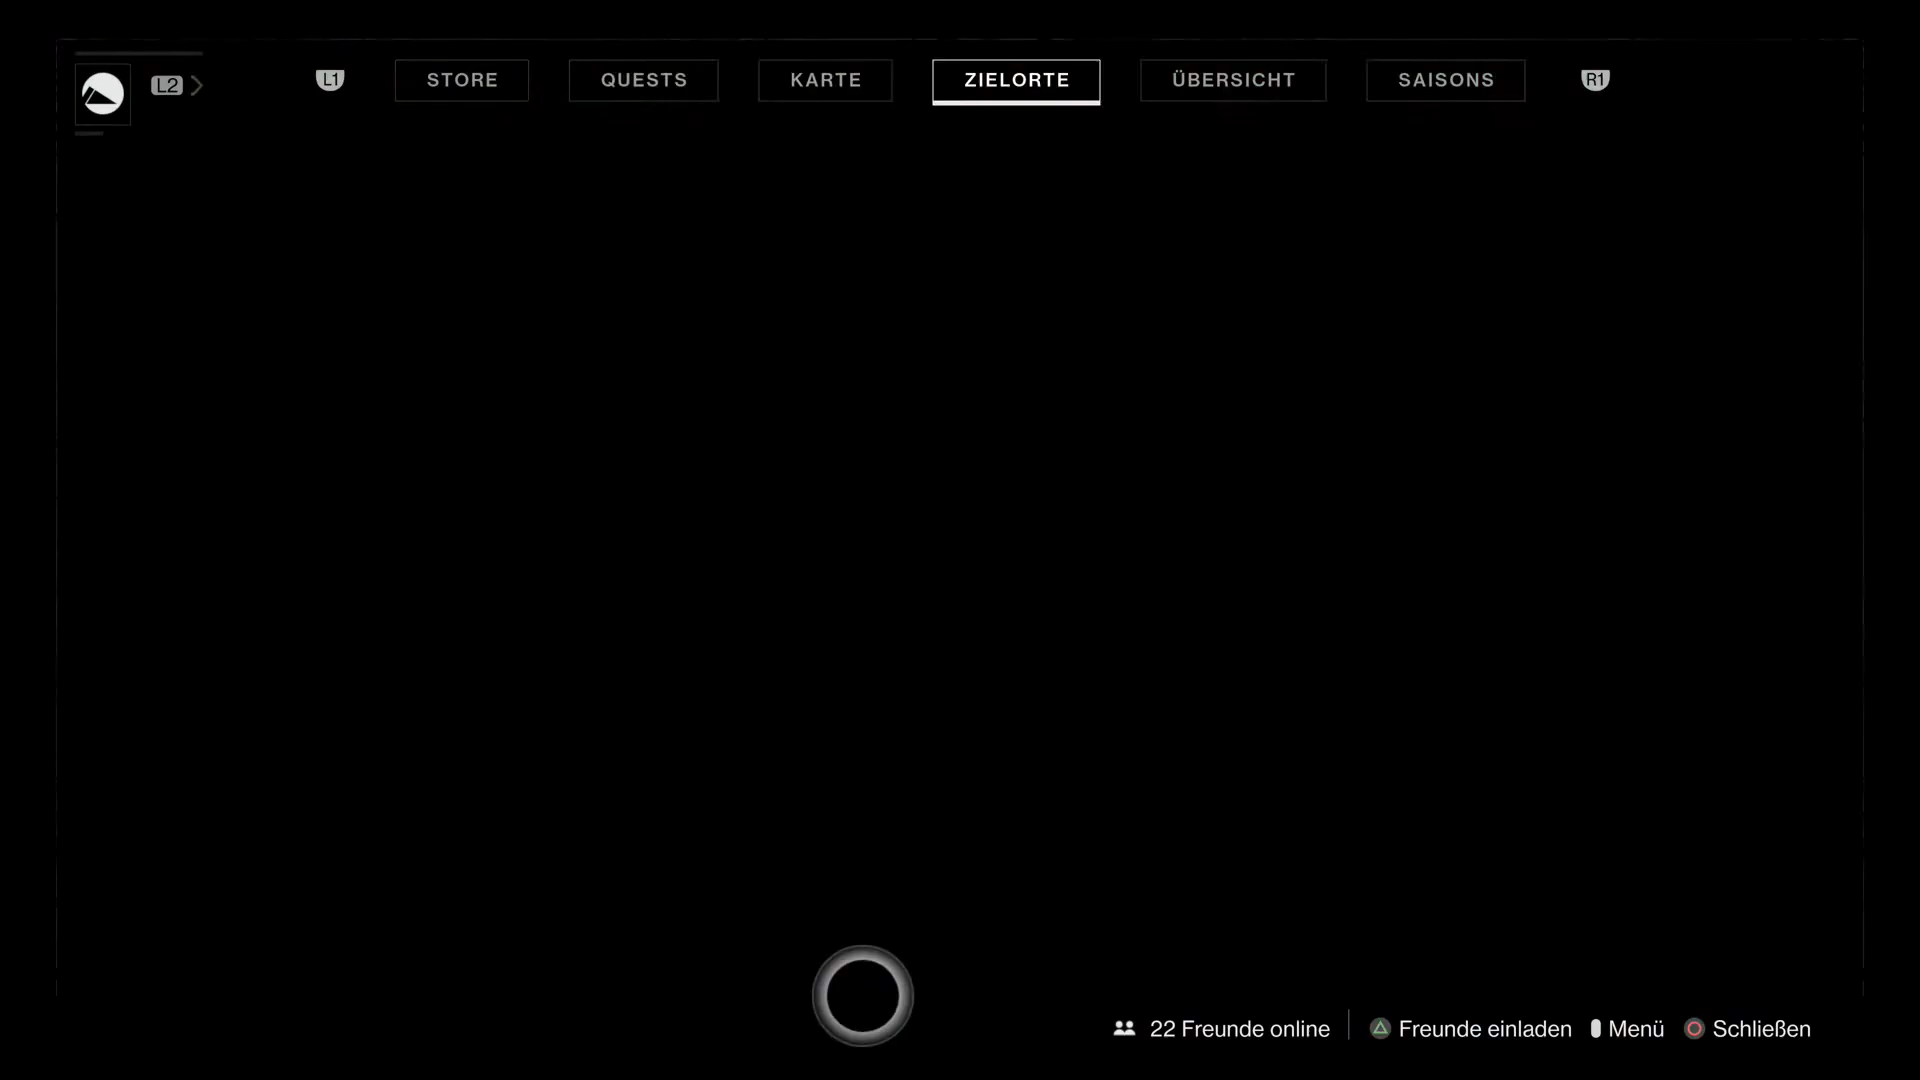 L2 L1 STORE QUESTS KARTE ZIELORTE ÜBERSICHT SAISONS R1
22 Freunde online Freunde einladen Menü Schließen